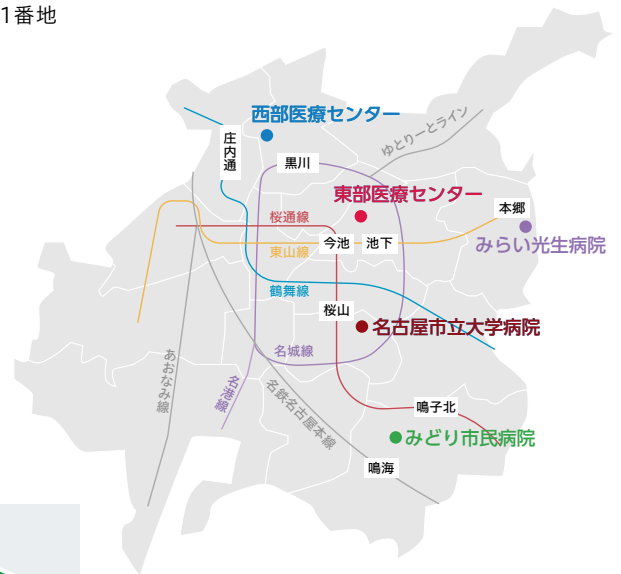 1番地
西部医療センター
庄内通
ゆとりーとライン
黒川
東部医療センター
本郷
桜通線
みらい光生病院
今池
池下
東山線
鶴舞線
桜山
名古屋市立大学病院
名城線
あおなみ線
名港線
名鉄名古屋本線
鳴子北
みどり市民病院
鳴海